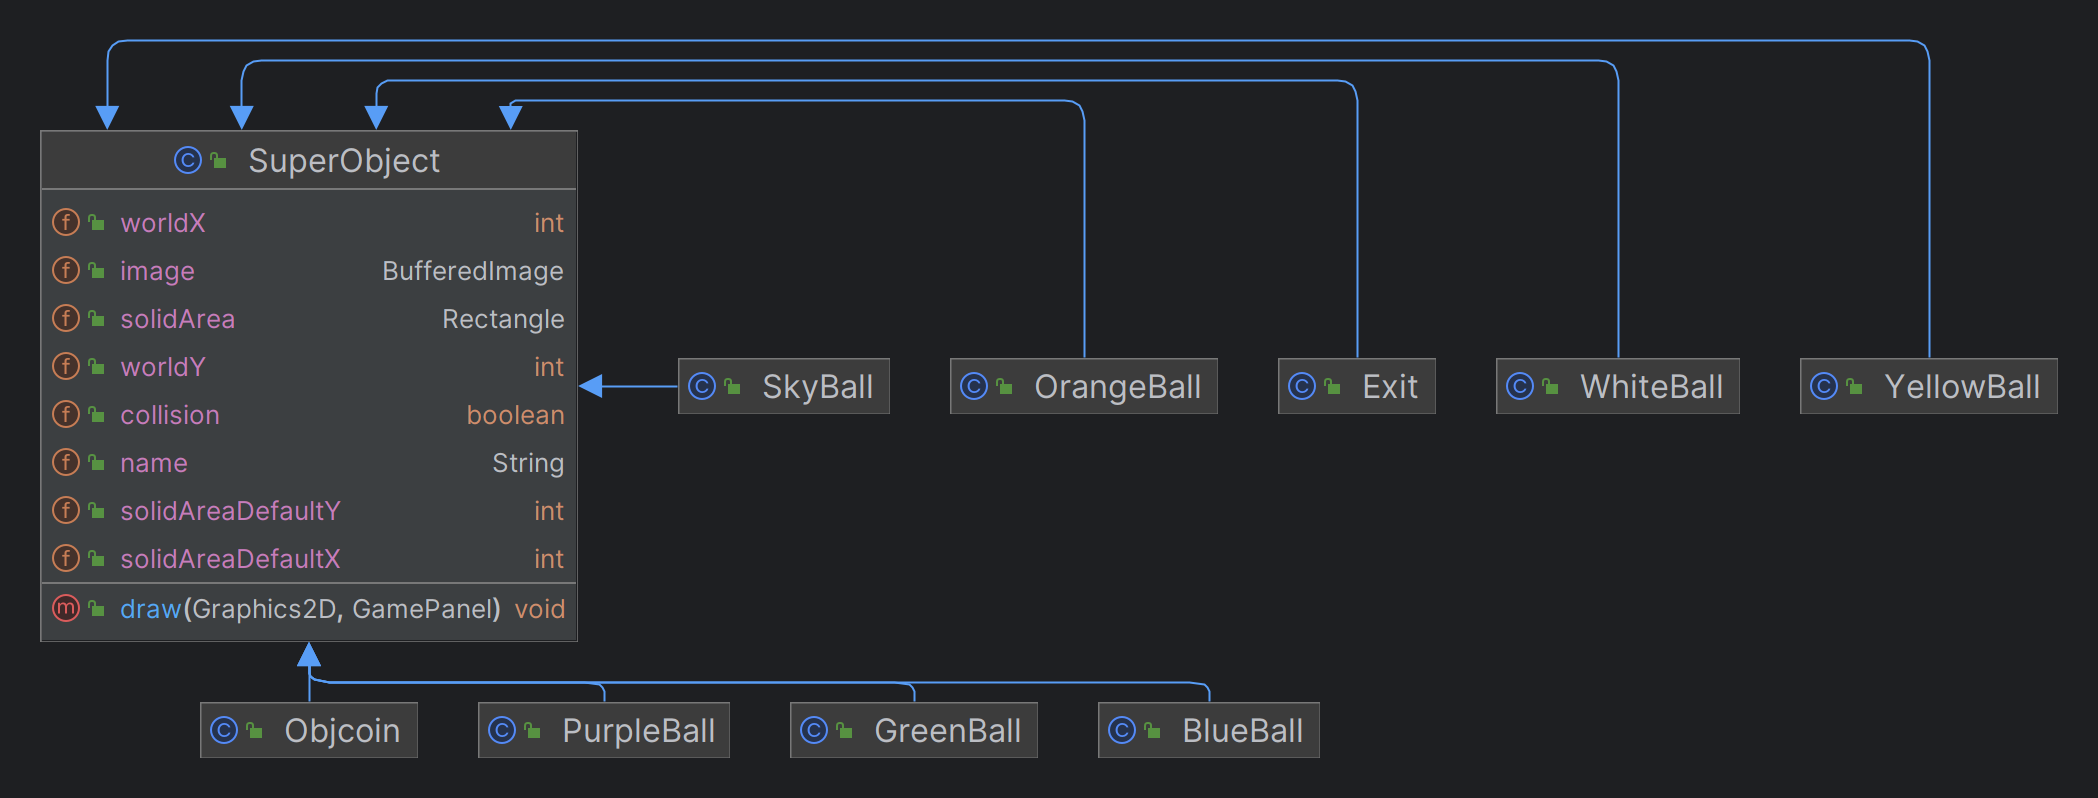 SuperObject
worldX int
image BufferedImage
solidArea Rectangle
worldY int
collision boolean
name String
solidAreaDefaultY int
solidAreaDefaultX int
draw(Graphics2D, GamePanel) void
SkyBall
OrangeBall
Exit
WhiteBall
YellowBall
Objcoin
PurpleBall
GreenBall
BlueBall